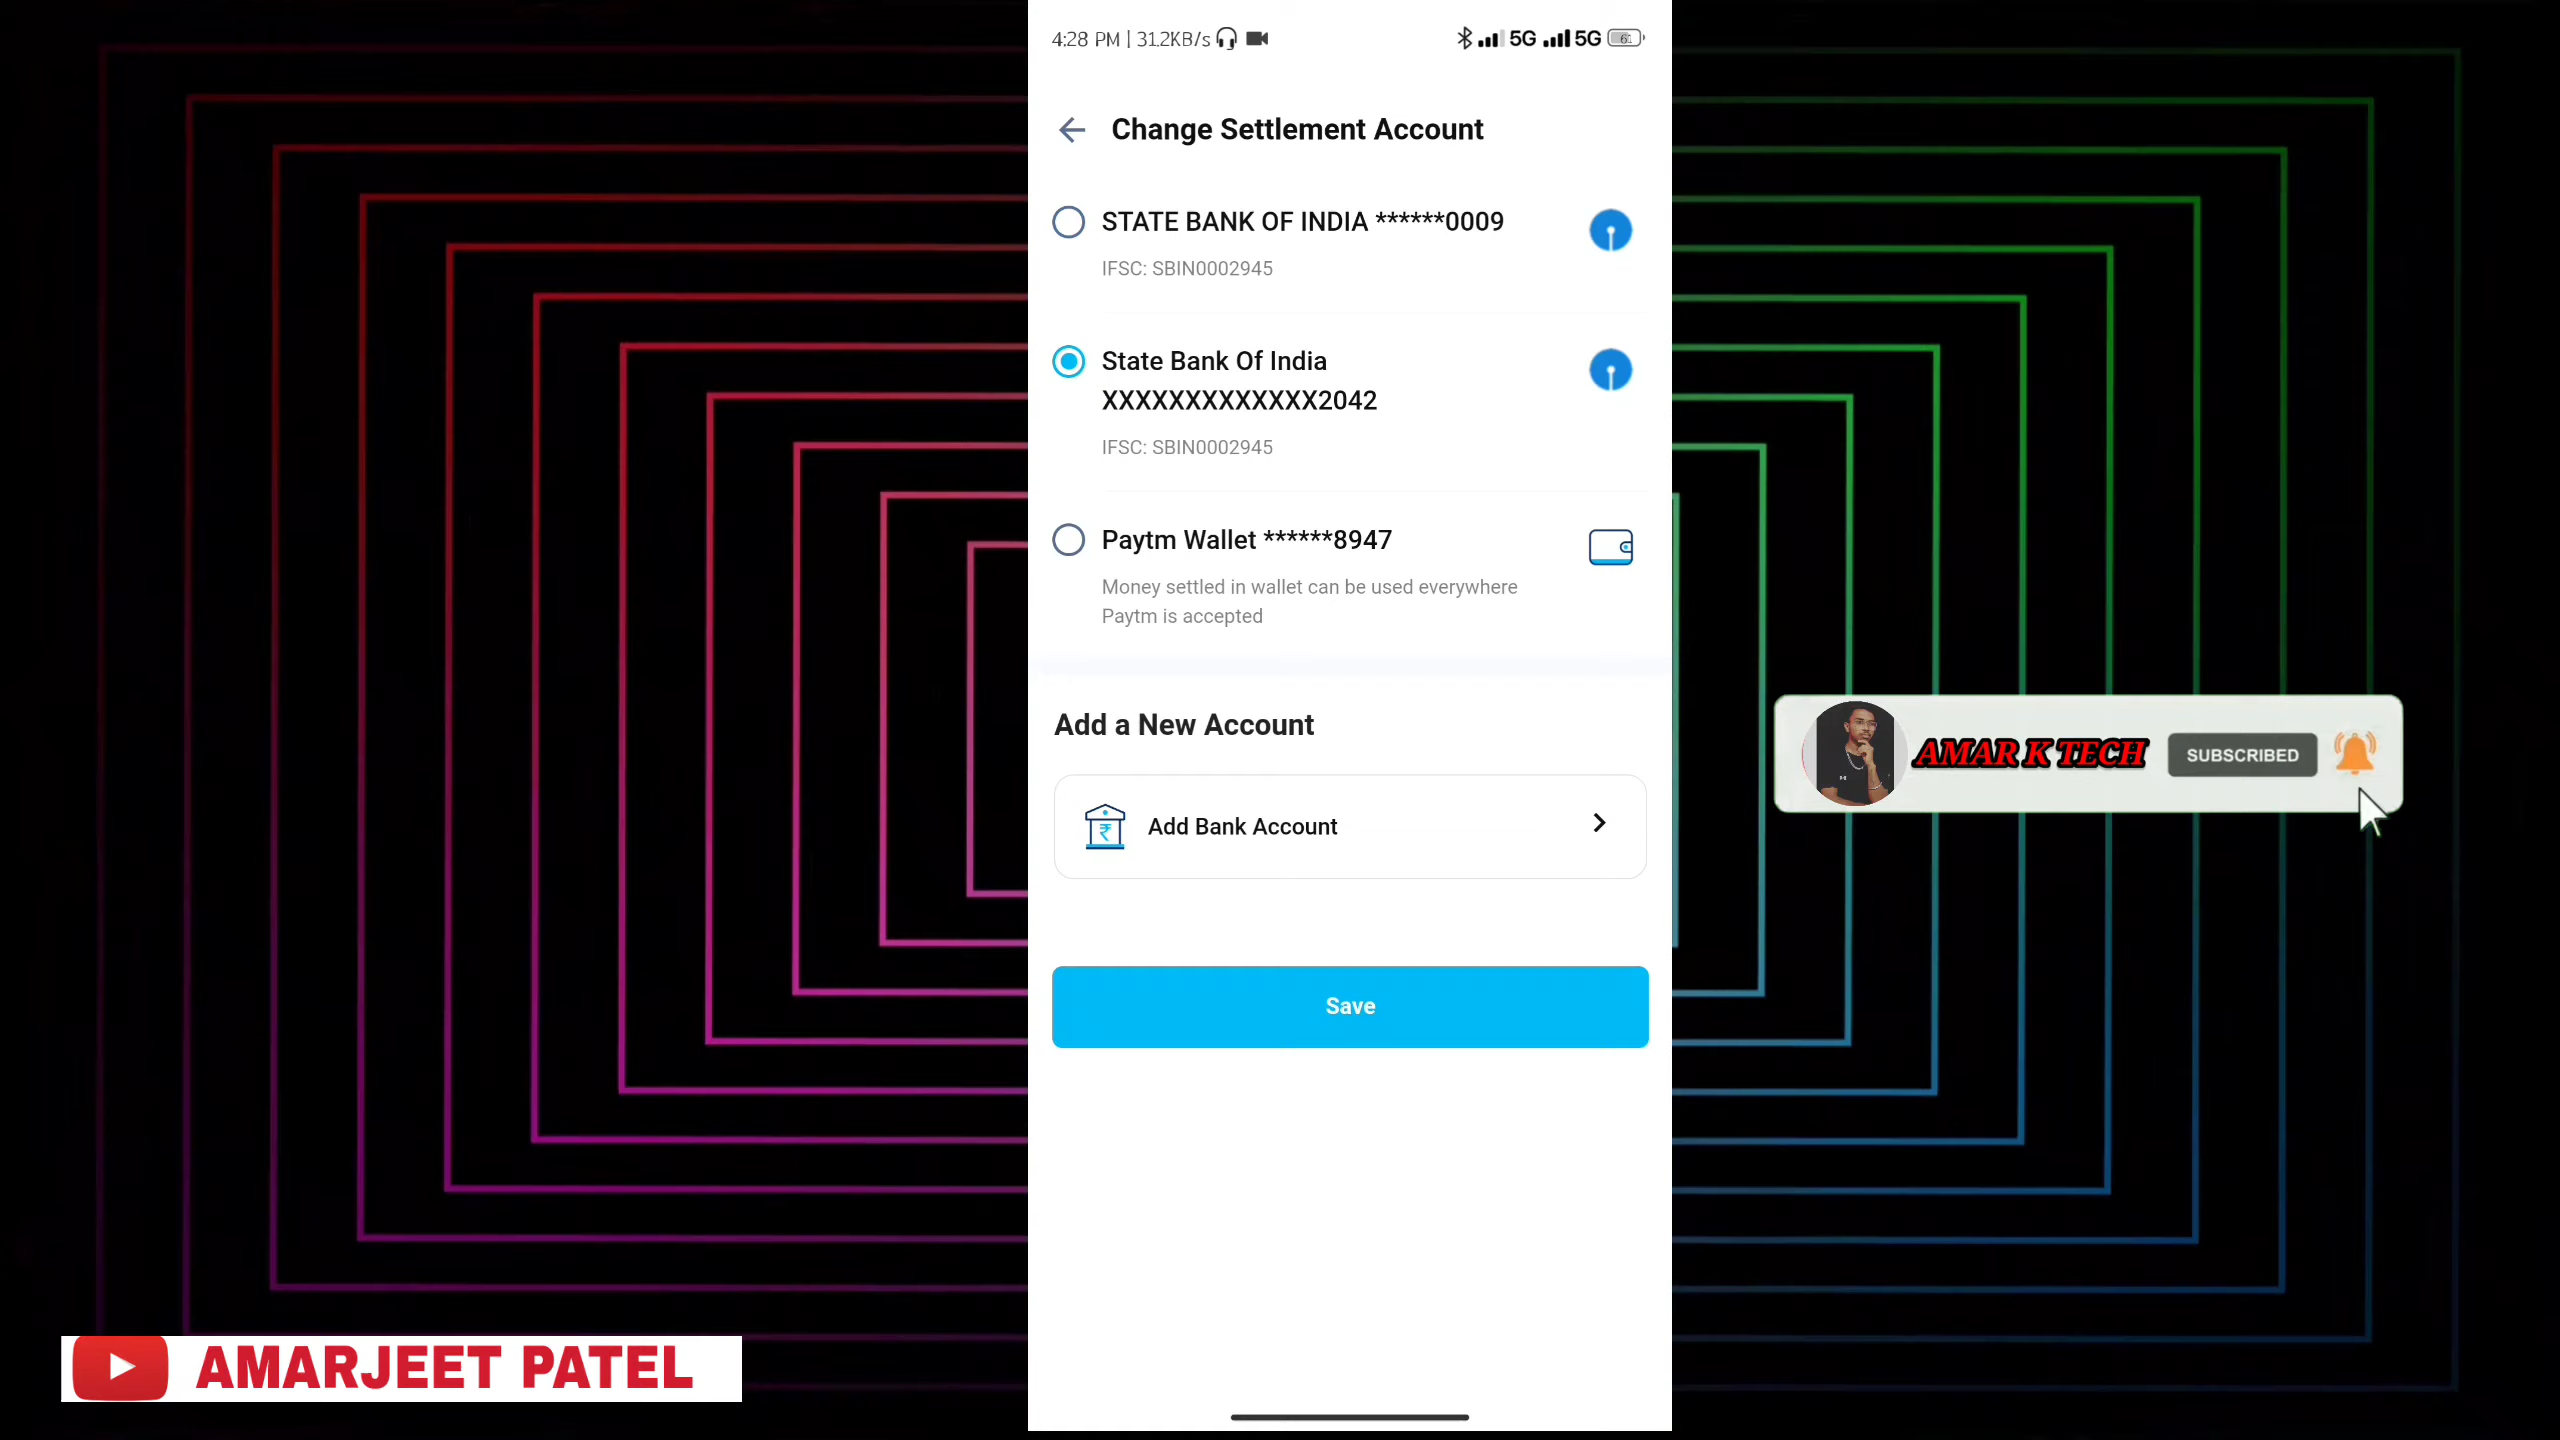 4:28 PM | 31.2KB/s 5G 5G 61
Change Settlement Account
STATE BANK OF INDIA ******0009
IFSC: SBIN0002945
State Bank Of India
XXXXXXXXXXXXX2042
IFSC: SBIN0002945
Paytm Wallet ******8947
Money settled in wallet can be used everywhere
Paytm is accepted
Add a New Account
Add Bank Account
Save
AMAR K TECH SUBSCRIBED
AMARJEET PATEL